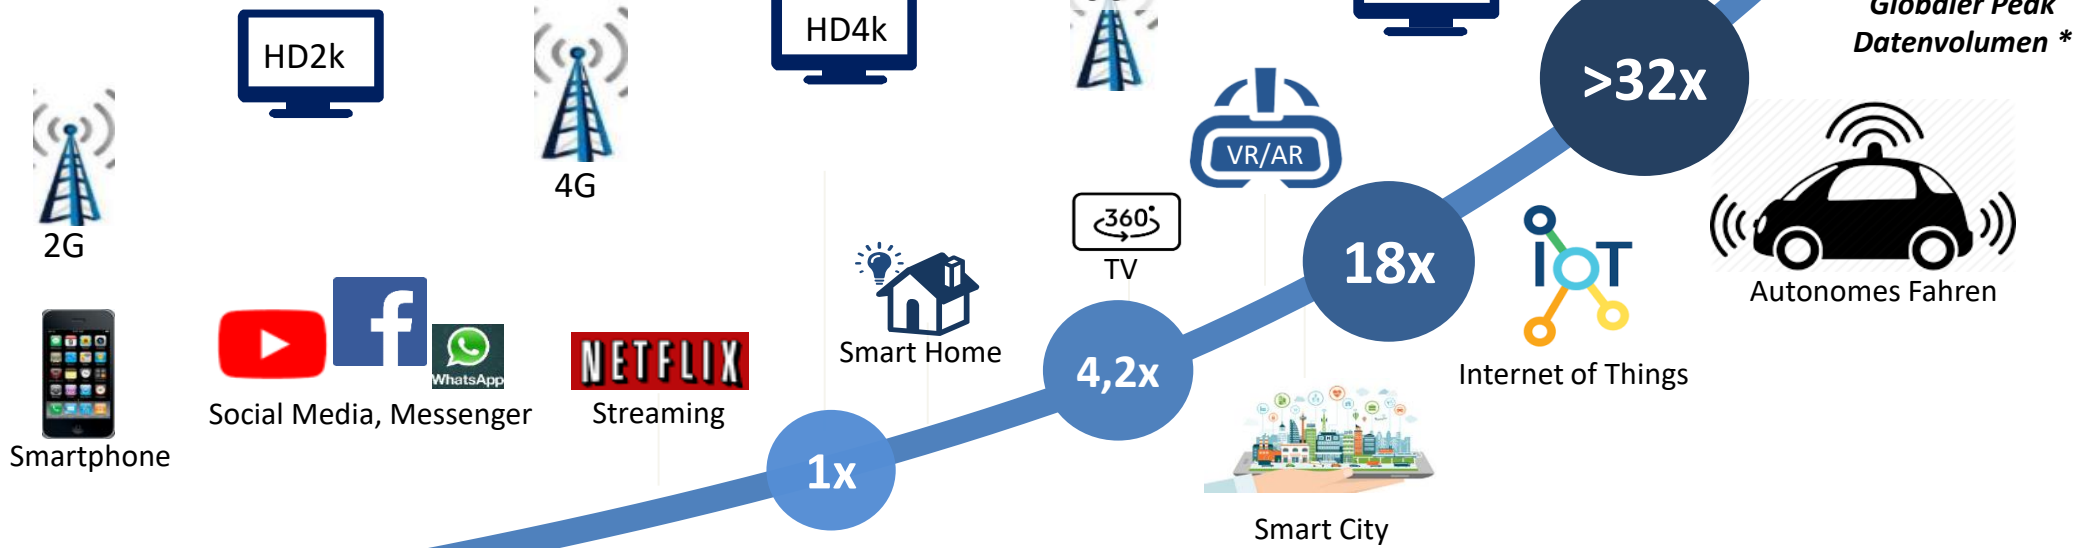 Globaler Peak
Datenvolumen *
HD2k
HD4k
>32x
2G
4G
VR/AR
360°
TV
18x
IoT
Autonomes Fahren
Smartphone
WhatsApp
Social Media, Messenger
NETFLIX
Streaming
Smart Home
4,2x
Internet of Things
1x
Smart City